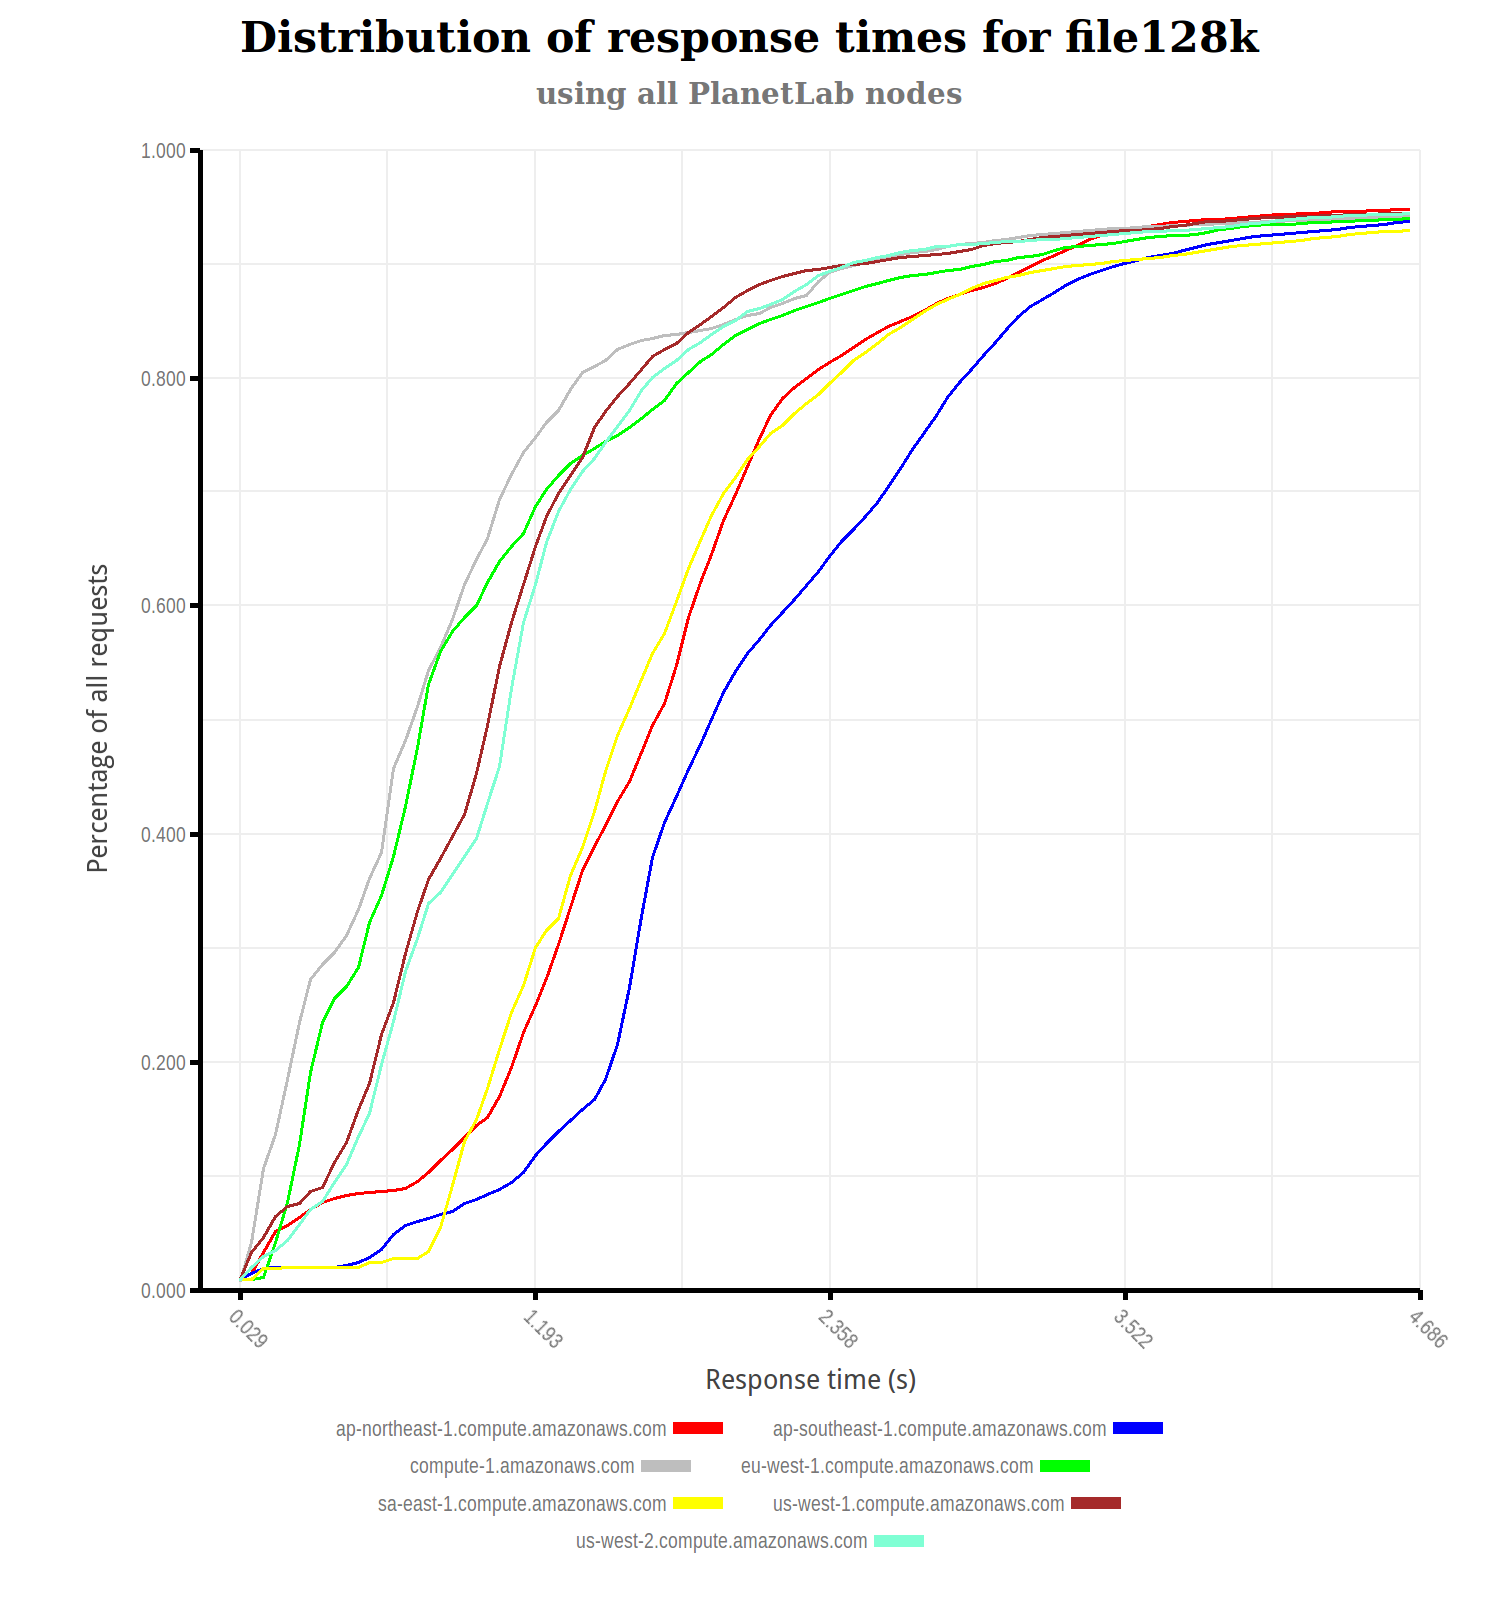 Distribution of response times for file128k
using all PlanetLab nodes
1.000
0.800
0.600
0.400
0.200
0.000
Percentage of all requests
0.029
1.193
2.358
3.522
4.686
Response time (s)
ap-northeast-1.compute.amazonaws.com
ap-southeast-1.compute.amazonaws.com
compute-1.amazonaws.com
eu-west-1.compute.amazonaws.com
sa-east-1.compute.amazonaws.com
us-west-1.compute.amazonaws.com
us-west-2.compute.amazonaws.com